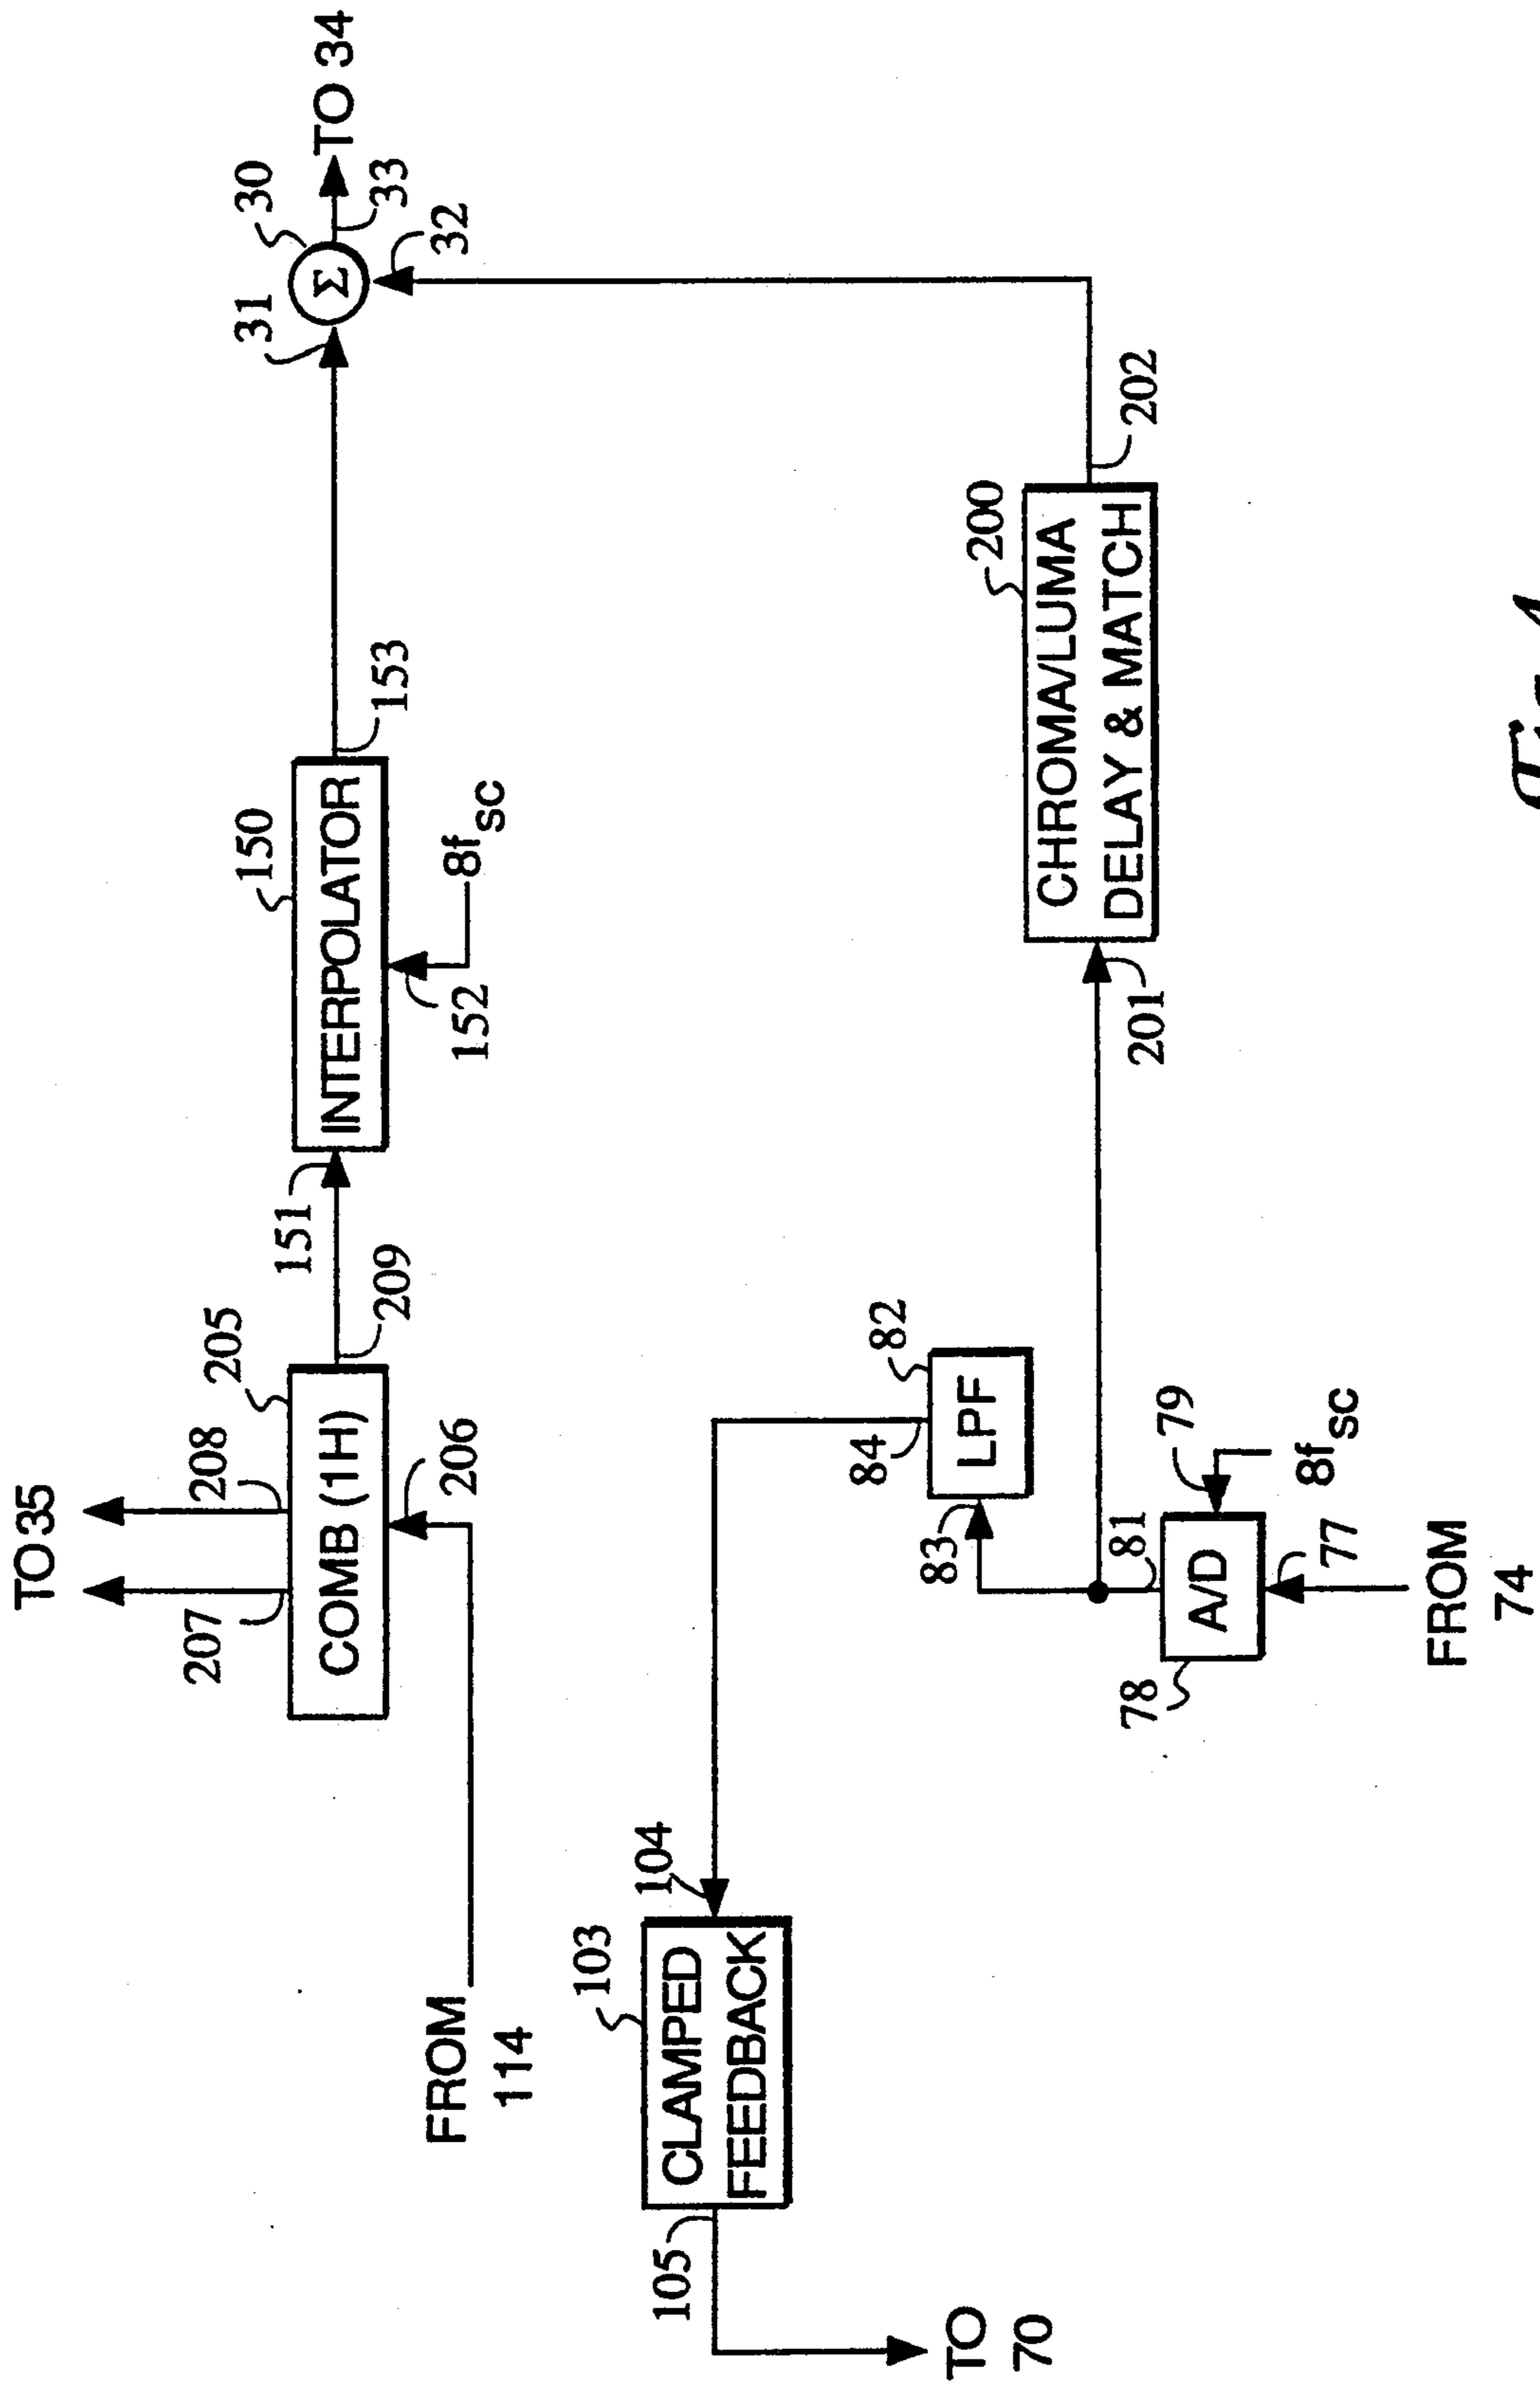 TO 35
207
208
205
COMB (1H)
206
209
151
150
INTERPOLATOR
152
8fsc
153
31
30
Σ
TO 34
33
32
FROM
114
103
CLAMPED
FEEDBACK
104
105
TO
70
82
LPF
84
83
81
79
8fsc
78
A/D
77
FROM
74
200
CHROMA/LUMA
DELAY & MATCH
201
202